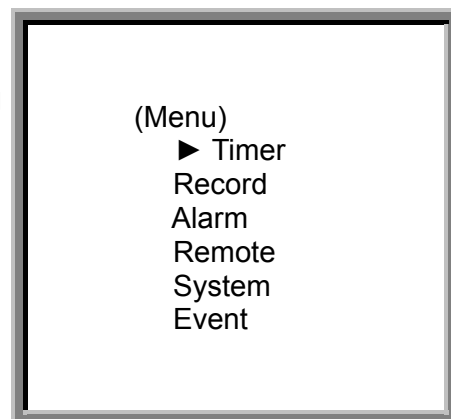 (Menu)
► Timer
Record
Alarm
Remote
System
Event